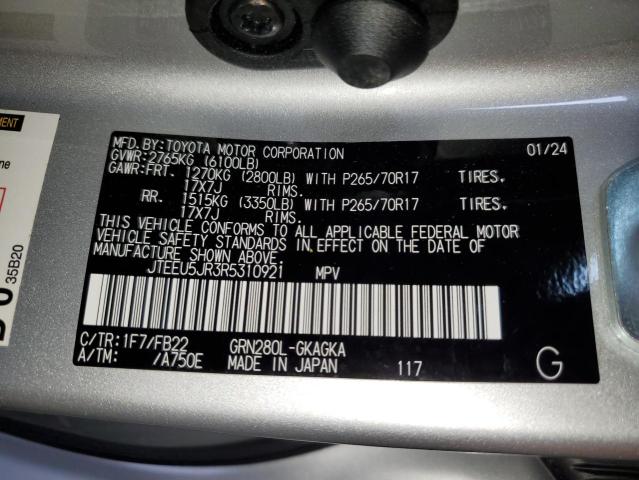 MENT
ne
35B20
MFD.BY:TOYOTA MOTOR CORPORATION 01/24
GVWR:2765KG (6100LB)
GAWR:FRT. 1270KG (2800LB) WITH P265/70R17 TIRES.
17X7J RIMS.
RR. 1515KG (3350LB) WITH P265/70R17 TIRES.
17X7J RIMS.
THIS VEHICLE CONFORMS TO ALL APPLICABLE FEDERAL MOTOR
VEHICLE SAFETY STANDARDS IN EFFECT ON THE DATE OF
MANUFACTURE SHOWN ABOVE.
JTEEU5JR3R5310921 MPV
C/TR:1F7/FB22 GRN280L-GKAGKA
A/TM: /A750E MADE IN JAPAN 117 G